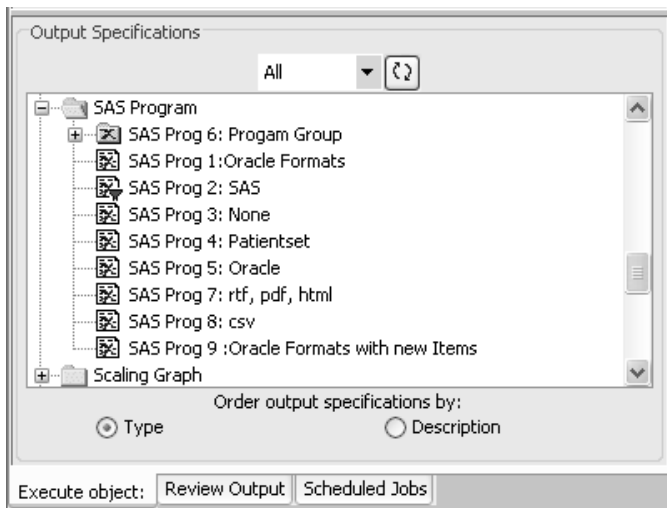 Output Specifications
All
SAS Program
SAS Prog 6: Progam Group
SAS Prog 1:Oracle Formats
SAS Prog 2: SAS
SAS Prog 3: None
SAS Prog 4: Patientset
SAS Prog 5: Oracle
SAS Prog 7: rtf, pdf, html
SAS Prog 8: csv
SAS Prog 9 :Oracle Formats with new Items
Scaling Graph
Order output specifications by:
Type Description
Execute object: Review Output Scheduled Jobs